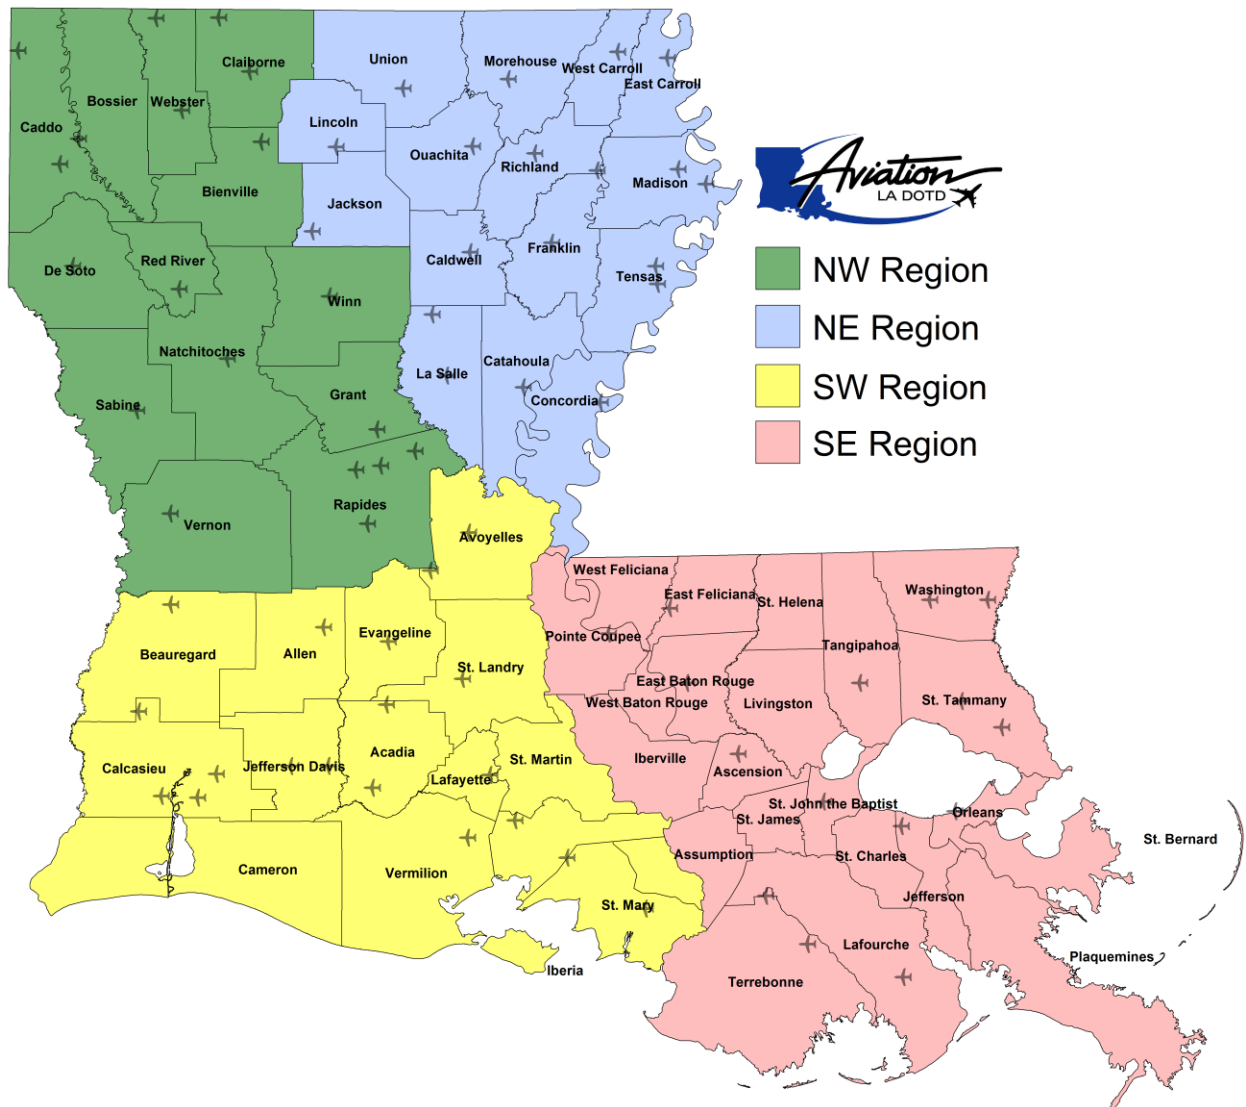 Claiborne
Union
Morehouse
West Carroll
East Carroll
Bossier
Webster
Caddo
Lincoln
Ouachita
Richland
Madison
Bienville
Jackson
Aviation
LA DOTD
De Soto
Red River
Caldwell
Franklin
Tensas
Winn
NW Region
NE Region
SW Region
SE Region
Natchitoches
La Salle
Catahoula
Concordia
Sabine
Grant
Vernon
Rapides
Avoyelles
West Feliciana
East Feliciana
St. Helena
Washington
Beauregard
Allen
Evangeline
St. Landry
Pointe Coupee
Tangipahoa
East Baton Rouge
West Baton Rouge
Livingston
St. Tammany
Calcasieu
Jefferson Davis
Acadia
Lafayette
St. Martin
Iberville
Ascension
St. John the Baptist
St. James
Orleans
St. Bernard
Assumption
St. Charles
Cameron
Vermilion
Jefferson
St. Mary
Lafourche
Plaquemines
Iberia
Terrebonne